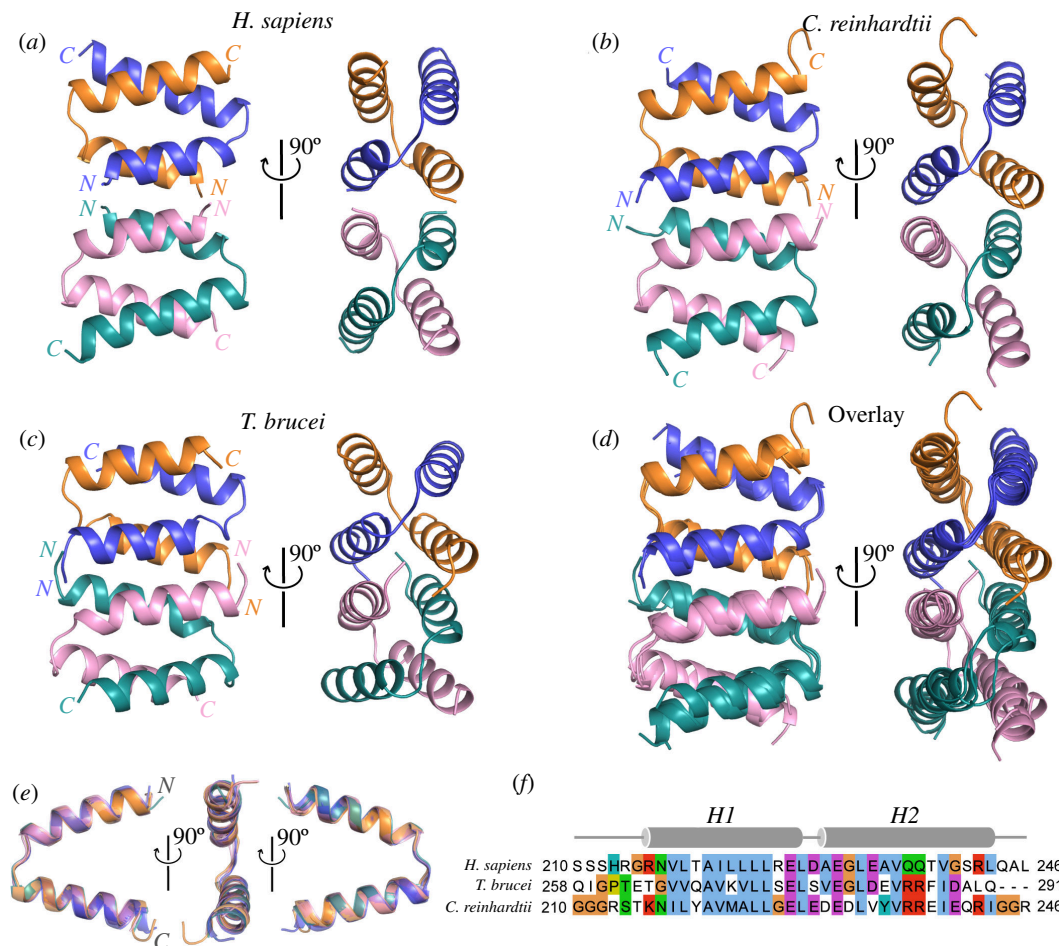 H. sapiens
C. reinhardtii
(a)
C
C
90º
N
N
N
N
C
C
(b)
C
C
90º
N
N
N
N
C
C
T. brucei
Overlay
(c)
C
C
90º
N
N
N
N
C
C
(d)
90º
(e)
N
90º
90º
C
(f)
H1
H2
H. sapiens 210 SSSHRGRNVLTAILLLLRELDAEGLEAVQQTVGSRLQAL 246
T. brucei 258 QIGPTETGVVQAVKVLLSELSVEGLDEVRRFIDALQ--- 291
C. reinhardtii 210 GGGRSTKNILYAVMALLGELEDEDLVYVRREIEQRIGGR 246